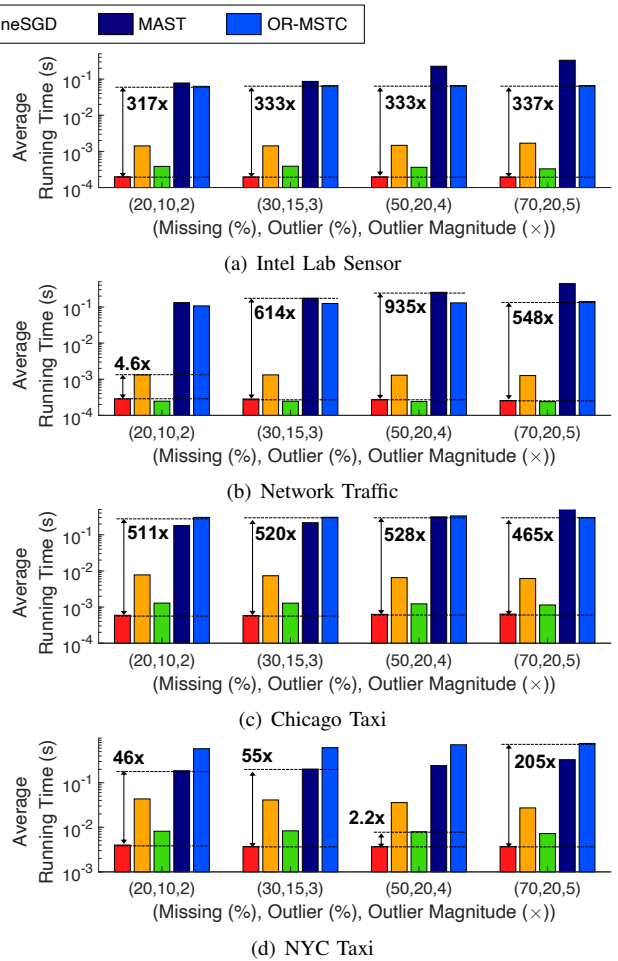 neSGD MAST OR-MSTC
Average
Running Time (s)
10^-1
10^-2
10^-3
10^-4
317x 333x 333x 337x
(20,10,2) (30,15,3) (50,20,4) (70,20,5)
(Missing (%), Outlier (%), Outlier Magnitude (×))
(a) Intel Lab Sensor
Average
Running Time (s)
10^-1
10^-2
10^-3
10^-4
4.6x 614x 935x 548x
(20,10,2) (30,15,3) (50,20,4) (70,20,5)
(Missing (%), Outlier (%), Outlier Magnitude (×))
(b) Network Traffic
Average
Running Time (s)
10^-1
10^-2
10^-3
10^-4
511x 520x 528x 465x
(20,10,2) (30,15,3) (50,20,4) (70,20,5)
(Missing (%), Outlier (%), Outlier Magnitude (×))
(c) Chicago Taxi
Average
Running Time (s)
10^-1
10^-2
10^-3
46x 55x 2.2x 205x
(20,10,2) (30,15,3) (50,20,4) (70,20,5)
(Missing (%), Outlier (%), Outlier Magnitude (×))
(d) NYC Taxi